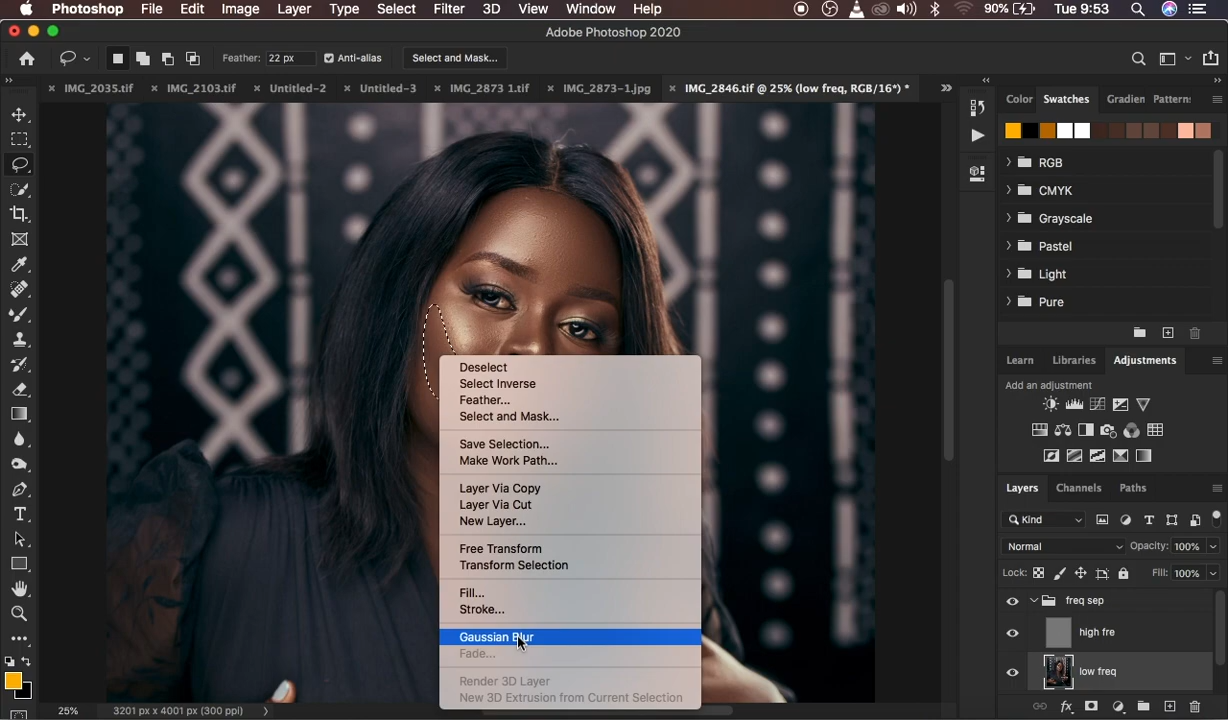 Photoshop File Edit Image Layer Type Select Filter 3D View Window Help 90% Tue 9:53
Adobe Photoshop 2020
Feather: 22 px Anti-alias Select and Mask...
IMG_2035.tif IMG_2103.tif Untitled-2 Untitled-3 IMG_2873 1.tif IMG_2873-1.jpg IMG_2846.tif @ 25% (low freq, RGB/16*) *
Color Swatches Gradien Pattern:
RGB
CMYK
Grayscale
Pastel
Light
Pure
Learn Libraries Adjustments
Add an adjustment
Layers Channels Paths
Kind
Normal Opacity: 100%
Lock: Fill: 100%
freq sep
high fre
low freq
Deselect
Select Inverse
Feather...
Select and Mask...
Save Selection...
Make Work Path...
Layer Via Copy
Layer Via Cut
New Layer...
Free Transform
Transform Selection
Fill...
Stroke...
Gaussian Blur
Fade...
Render 3D Layer
New 3D Extrusion from Current Selection
25% 3201 px x 4001 px (300 ppi)